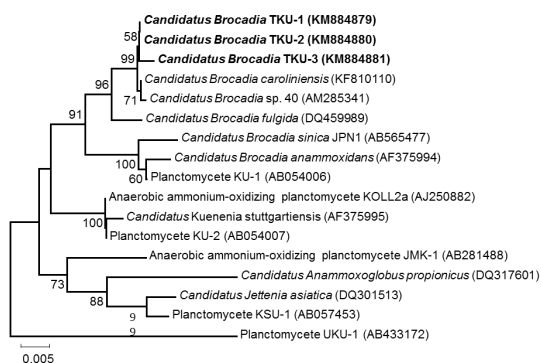 Candidatus Brocadia TKU-1 (KM884879)
58
Candidatus Brocadia TKU-2 (KM884880)
99
Candidatus Brocadia TKU-3 (KM884881)
96
Candidatus Brocadia caroliniensis (KF810110)
71
Candidatus Brocadia sp. 40 (AM285341)
91
Candidatus Brocadia fulgida (DQ459989)
Candidatus Brocadia sinica JPN1 (AB565477)
100
Candidatus Brocadia anammoxidans (AF375994)
60
Planctomycete KU-1 (AB054006)
Anaerobic ammonium-oxidizing planctomycete KOLL2a (AJ250882)
100
Candidatus Kuenenia stuttgartiensis (AF375995)
Planctomycete KU-2 (AB054007)
Anaerobic ammonium-oxidizing planctomycete JMK-1 (AB281488)
73
Candidatus Anammoxoglobus propionicus (DQ317601)
88
Candidatus Jettenia asiatica (DQ301513)
9
Planctomycete KSU-1 (AB057453)
9
Planctomycete UKU-1 (AB433172)
0.005